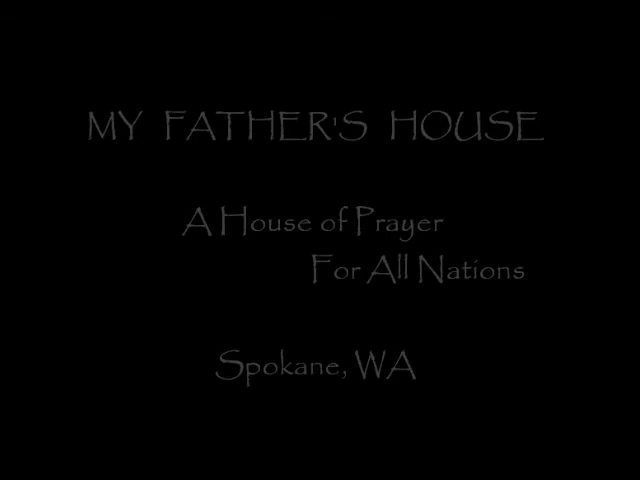 MY FATHER'S HOUSE
A House of Prayer
For All Nations
Spokane, WA